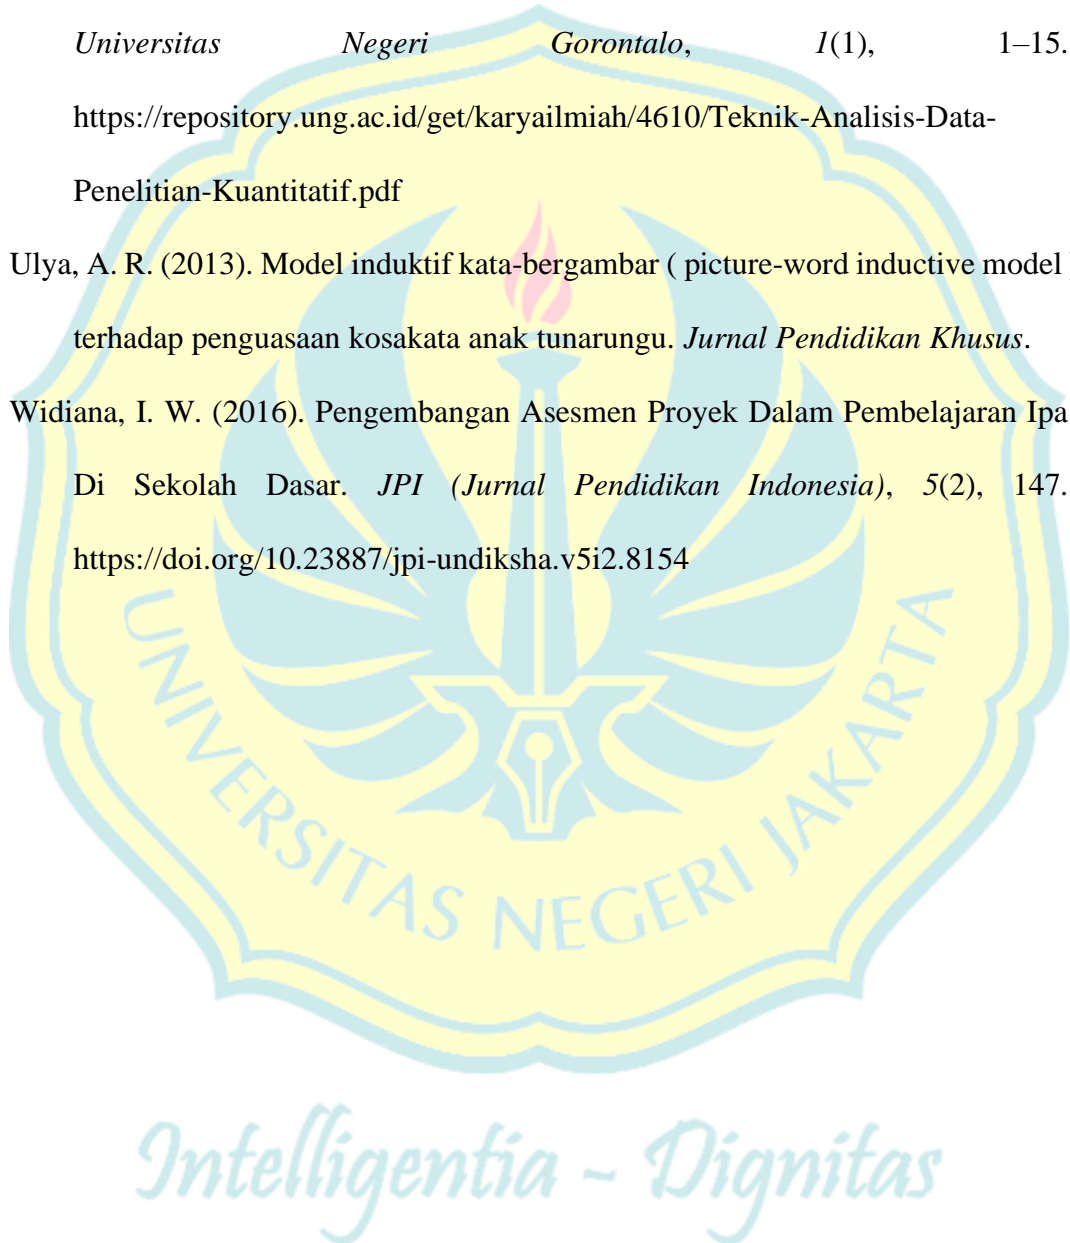 Universitas Negeri Gorontalo, 1(1), 1–15.
https://repository.ung.ac.id/get/karyailmiah/4610/Teknik-Analisis-Data-
Penelitian-Kuantitatif.pdf
Ulya, A. R. (2013). Model induktif kata-bergambar ( picture-word inductive model )
terhadap penguasaan kosakata anak tunarungu. Jurnal Pendidikan Khusus.
Widiana, I. W. (2016). Pengembangan Asesmen Proyek Dalam Pembelajaran Ipa
Di Sekolah Dasar. JPI (Jurnal Pendidikan Indonesia), 5(2), 147.
https://doi.org/10.23887/jpi-undiksha.v5i2.8154
UNIVERSITAS NEGERI JAKARTA
Intelligentia - Dignitas